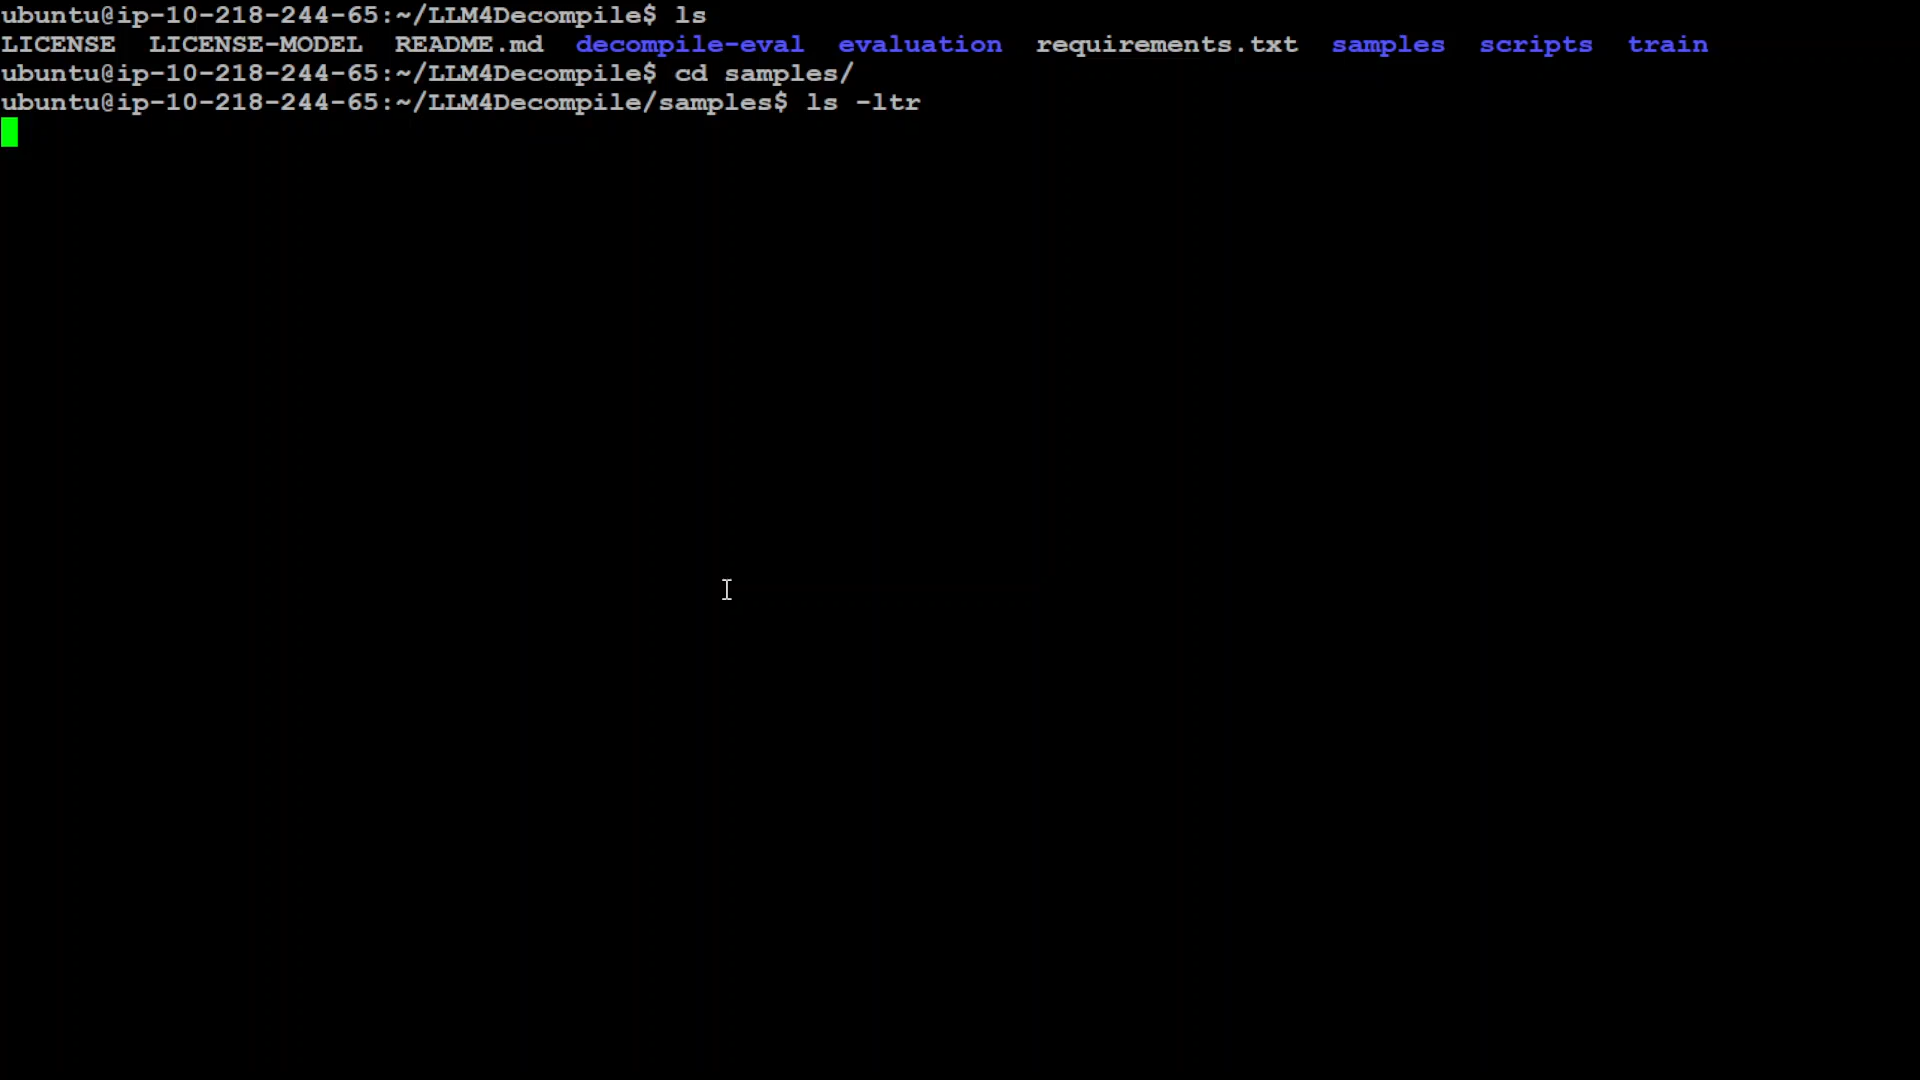 ubuntu@ip-10-218-244-65:~/LLM4Decompile$ ls
LICENSE  LICENSE-MODEL  README.md  decompile-eval  evaluation  requirements.txt  samples  scripts  train
ubuntu@ip-10-218-244-65:~/LLM4Decompile$ cd samples/
ubuntu@ip-10-218-244-65:~/LLM4Decompile/samples$ ls -ltr